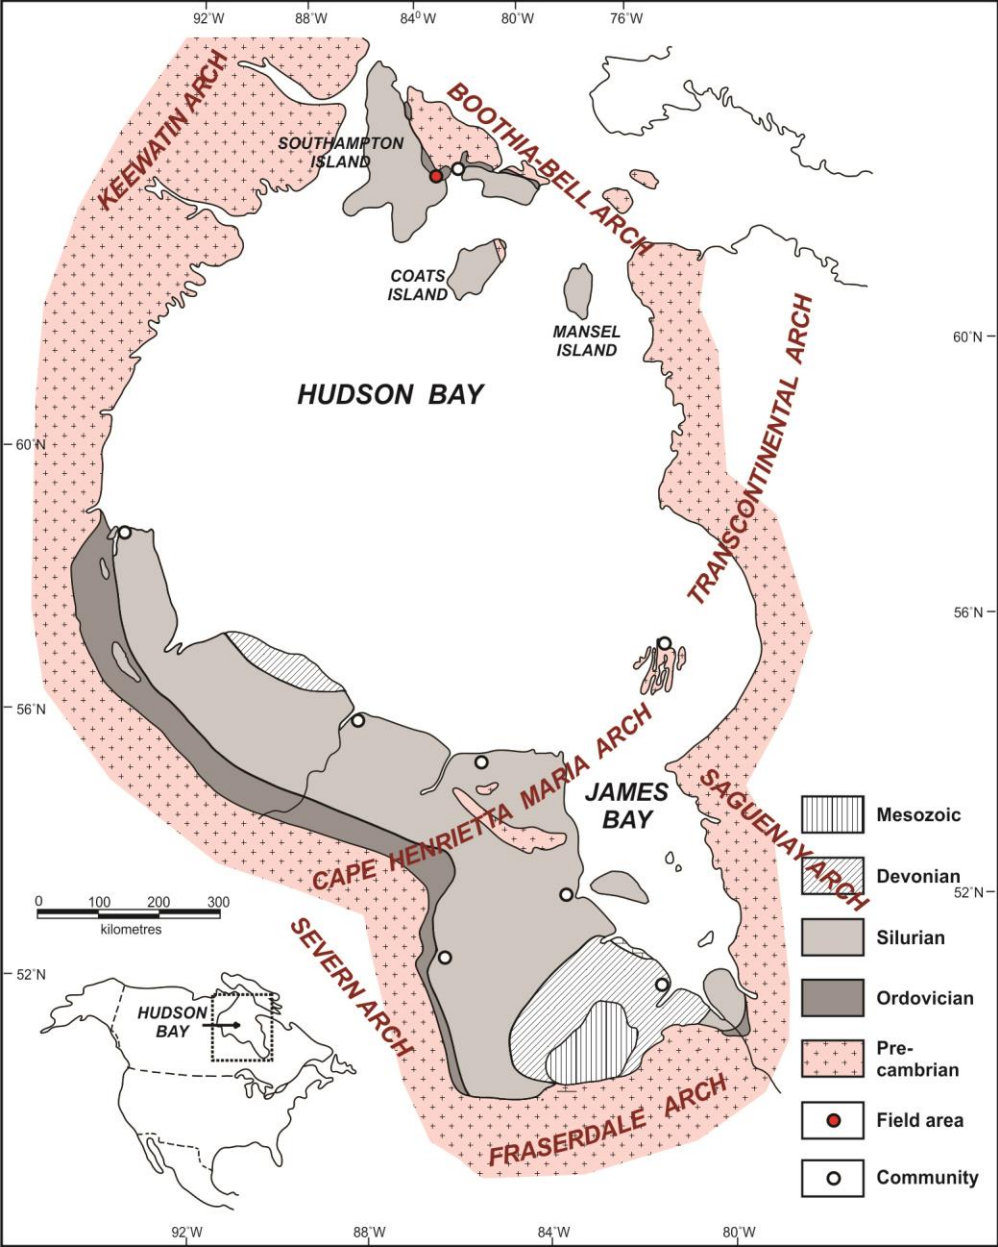 92˚W 88˚W 84⁰W 80˚W 76˚W
KEEWATIN ARCH
BOOTHIA-BELL ARCH
SOUTHAMPTON
ISLAND
COATS
ISLAND
MANSEL
ISLAND
TRANSCONTINENTAL ARCH
60˚N
HUDSON BAY
60˚N
56˚N
56˚N
CAPE HENRIETTA MARIA ARCH
JAMES
BAY
SAGUENAY ARCH
52˚N
0 100 200 300
kilometres
SEVERN ARCH
52˚N
HUDSON
BAY
FRASERDALE ARCH
Mesozoic
Devonian
Silurian
Ordovician
Pre-
cambrian
Field area
Community
92˚W 88˚W 84˚W 80˚W